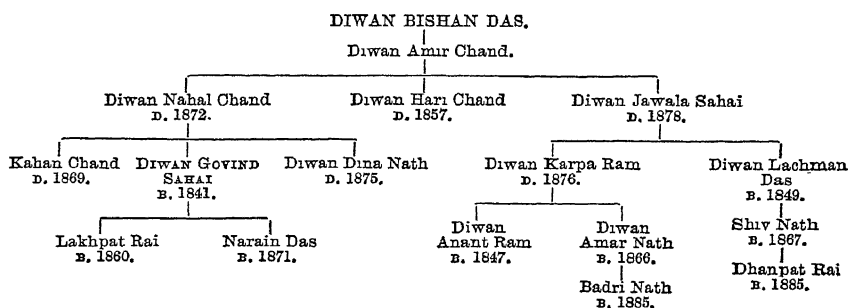 DIWAN BISHAN DAS.
Diwan Amir Chand.
Diwan Nahal Chand Diwan Hari Chand Diwan Jawala Sahai
D. 1872. D. 1857. D. 1878.
Kahan Chand DIWAN GOVIND Diwan Dina Nath Diwan Karpa Ram Diwan Lachman
D. 1869. SAHAI D. 1875. D. 1876. Das
B. 1841. B. 1849.
Lakhpat Rai Narain Das Diwan Diwan Shiv Nath
B. 1860. B. 1871. Anant Ram Amar Nath B. 1867.
B. 1847. B. 1866. Dhanpat Rai
Badri Nath B. 1885.
B. 1885.